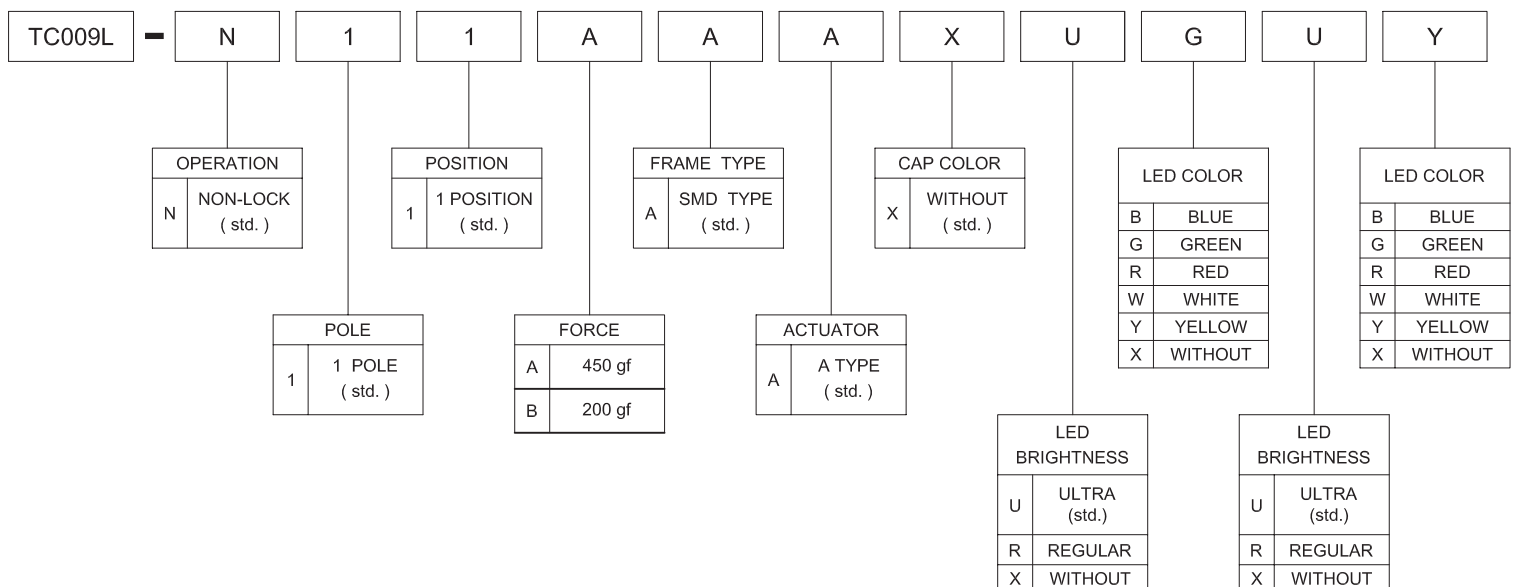 TC009L - N 1 1 A A A X U G U Y
OPERATION
N NON-LOCK
( std. )
POSITION
1 1 POSITION
( std. )
FRAME TYPE
A SMD TYPE
( std. )
CAP COLOR
X WITHOUT
( std. )
LED COLOR
B BLUE
G GREEN
R RED
W WHITE
Y YELLOW
X WITHOUT
LED COLOR
B BLUE
G GREEN
R RED
W WHITE
Y YELLOW
X WITHOUT
POLE
1 1 POLE
( std. )
FORCE
A 450 gf
B 200 gf
ACTUATOR
A A TYPE
( std. )
LED
BRIGHTNESS
U ULTRA
(std.)
R REGULAR
X WITHOUT
LED
BRIGHTNESS
U ULTRA
(std.)
R REGULAR
X WITHOUT